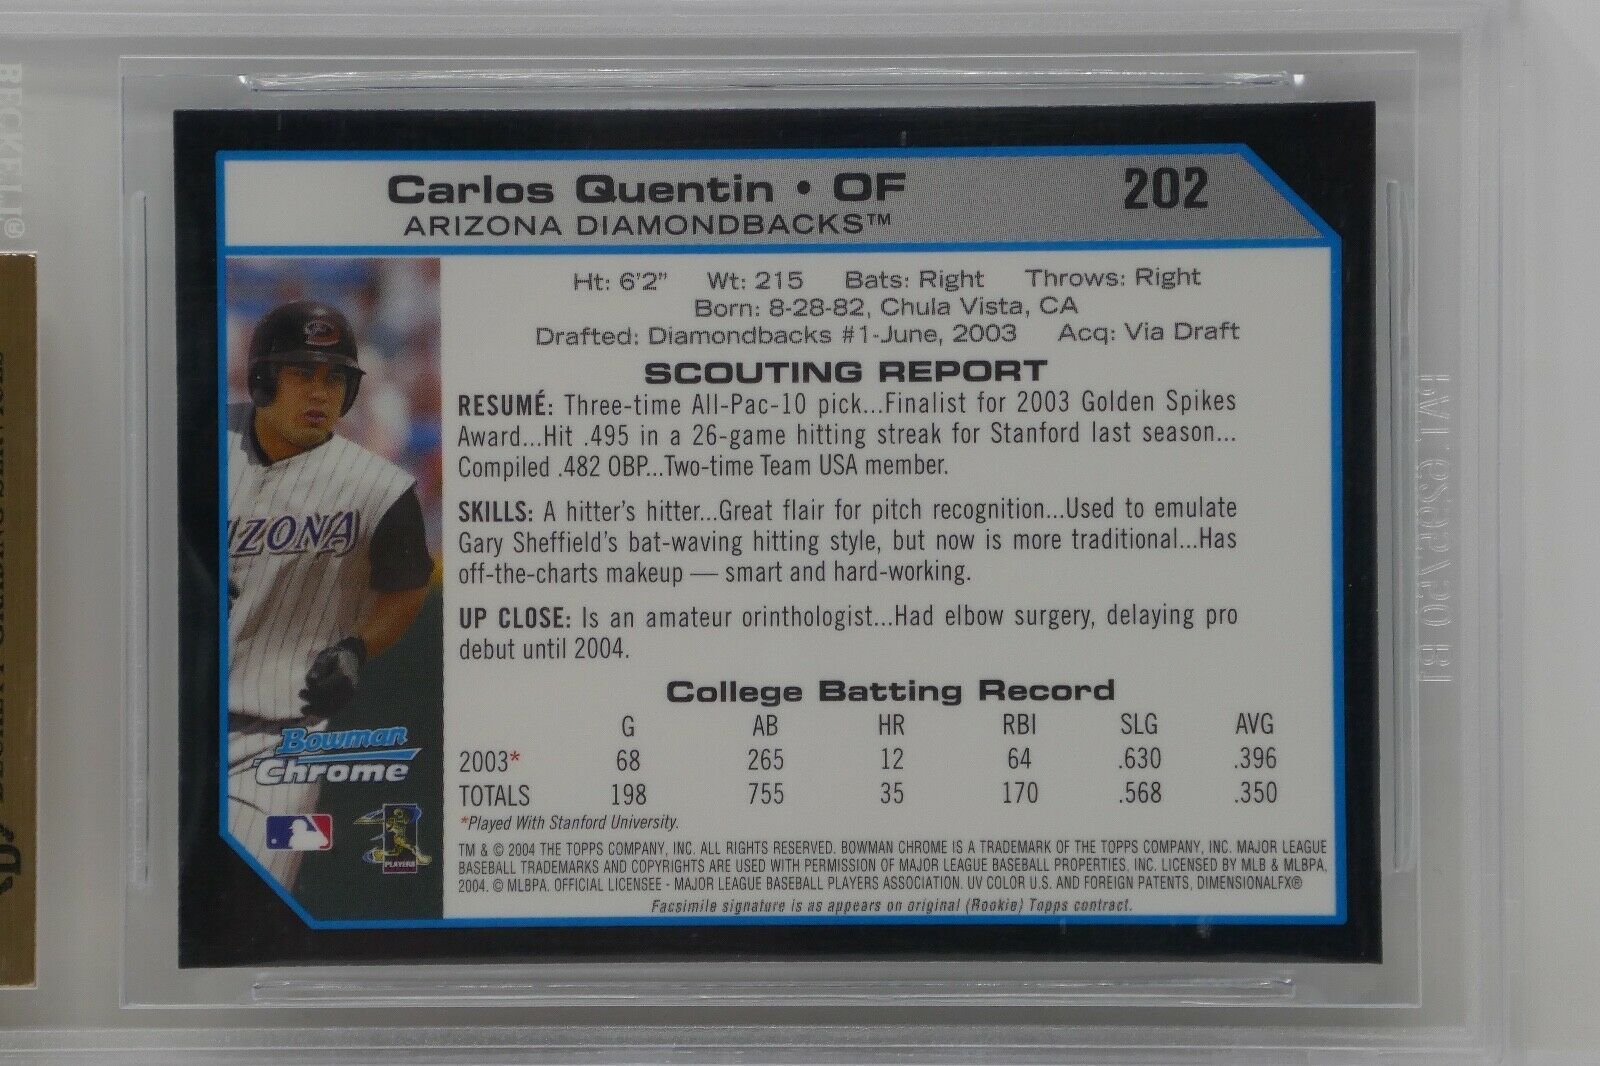 BECKETT®
Carlos Quentin • OF
202
ARIZONA DIAMONDBACKS™
Ht: 6'2" Wt: 215 Bats: Right Throws: Right
Born: 8-28-82, Chula Vista, CA
Drafted: Diamondbacks #1-June, 2003 Acq: Via Draft
SCOUTING REPORT
RESUMÉ: Three-time All-Pac-10 pick...Finalist for 2003 Golden Spikes
Award...Hit .495 in a 26-game hitting streak for Stanford last season...
Compiled .482 OBP...Two-time Team USA member.
SKILLS: A hitter's hitter...Great flair for pitch recognition...Used to emulate
Gary Sheffield's bat-waving hitting style, but now is more traditional...Has
off-the-charts makeup — smart and hard-working.
UP CLOSE: Is an amateur orinthologist...Had elbow surgery, delaying pro
debut until 2004.
College Batting Record
G AB HR RBI SLG AVG
2003* 68 265 12 64 .630 .396
TOTALS 198 755 35 170 .568 .350
*Played With Stanford University.
TM & © 2004 THE TOPPS COMPANY, INC. ALL RIGHTS RESERVED. BOWMAN CHROME IS A TRADEMARK OF THE TOPPS COMPANY, INC. MAJOR LEAGUE
BASEBALL TRADEMARKS AND COPYRIGHTS ARE USED WITH PERMISSION OF MAJOR LEAGUE BASEBALL PROPERTIES, INC. LICENSED BY MLB & MLBPA,
2004. © MLBPA. OFFICIAL LICENSEE - MAJOR LEAGUE BASEBALL PLAYERS ASSOCIATION. UV COLOR U.S. AND FOREIGN PATENTS, DIMENSIONALFX®
Facsimile signature is as appears on original (Rookie) Topps contract.
IZONA
Bowman
Chrome
PLAYERS